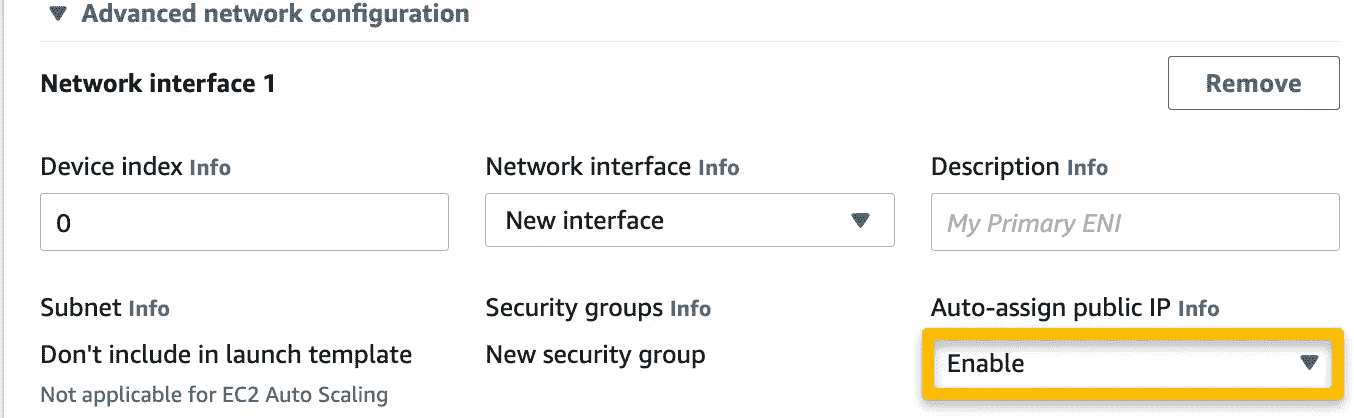 Advanced network configuration
Network interface 1
Remove
Device index Info
Network interface Info
Description Info
0
New interface
My Primary ENI
Subnet Info
Security groups Info
Auto-assign public IP Info
Don't include in launch template
New security group
Enable
Not applicable for EC2 Auto Scaling